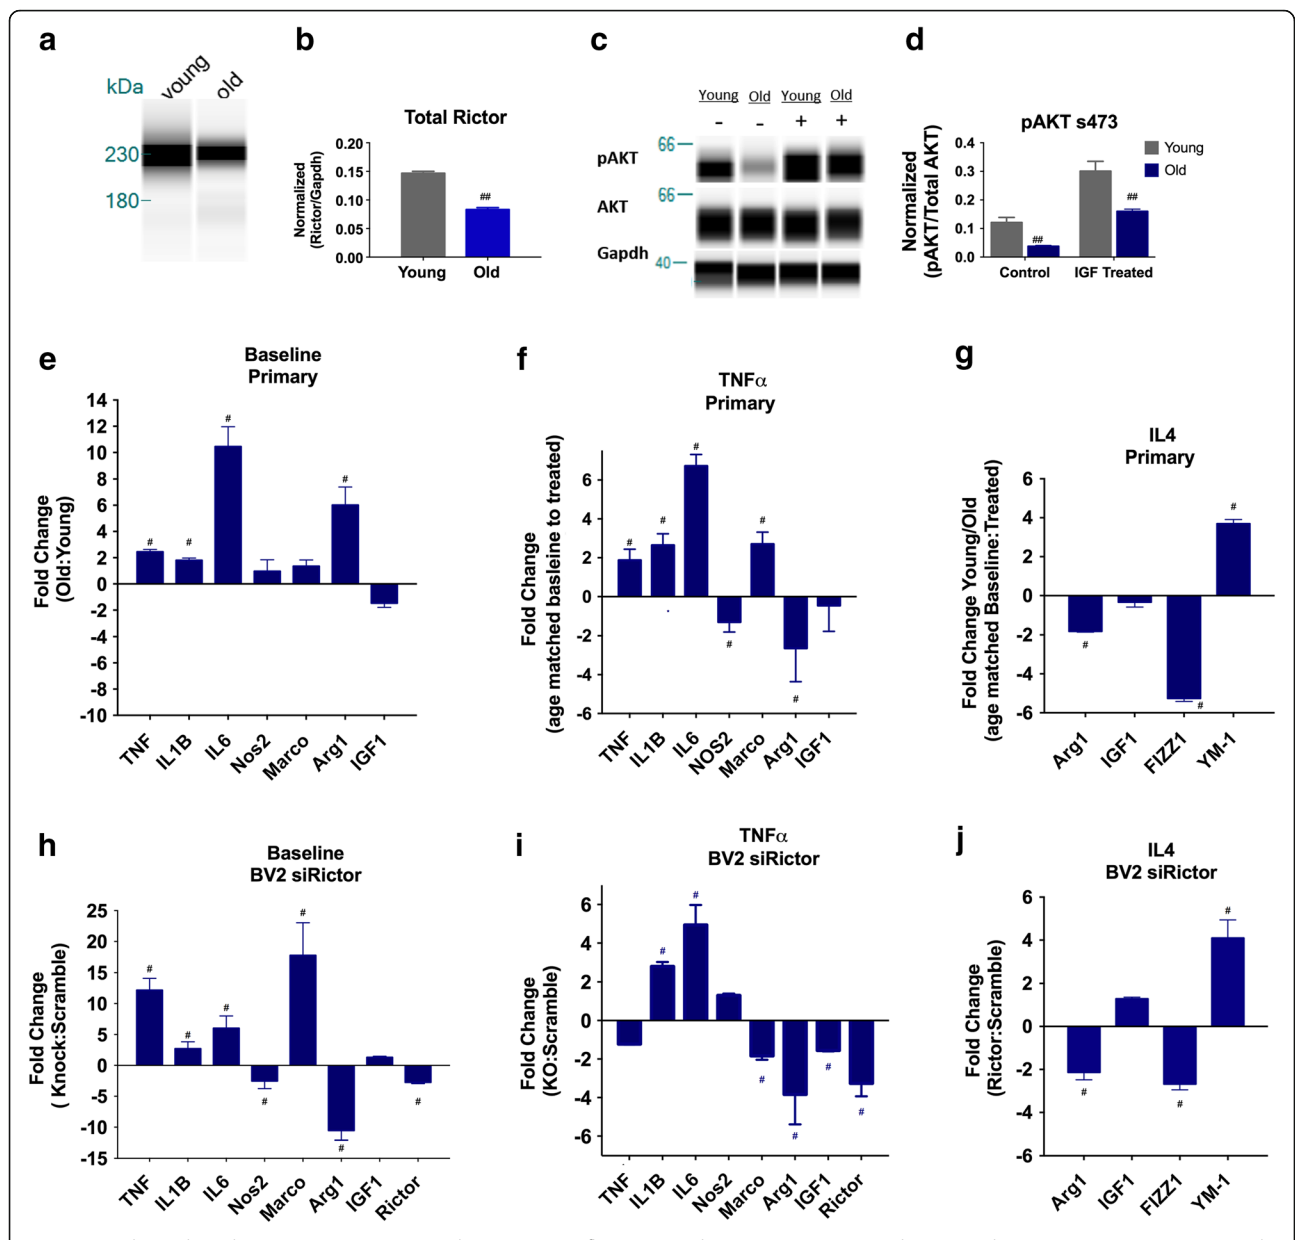 a
young
old
kDa
230
180
b
Total Rictor
Normalized
(Rictor/Gapdh)
0.20
0.15
0.10
0.05
0.00
##
Young
Old
c
Young
Old
Young
Old
-
-
+
+
pAKT
66
AKT
66
Gapdh
40
d
pAKT s473
Normalized
(pAKT/Total AKT)
0.4
0.3
0.2
0.1
0.0
##
##
Young
Old
Control
IGF Treated
e
Baseline
Primary
Fold Change
(Old:Young)
14
12
10
8
6
4
2
0
-2
-4
-6
-8
-10
#
#
#
#
TNF
IL1B
IL6
Nos2
Marco
Arg1
IGF1
f
TNFα
Primary
Fold Change
(age matched basleine to treated)
6
4
2
0
-2
-4
-6
#
#
#
#
#
#
TNF
IL1B
IL6
NOS2
Marco
Arg1
IGF1
g
IL4
Primary
Fold Change Young/Old
(age matched Baseline:Treated)
6
4
2
0
-2
-4
-6
#
#
#
Arg1
IGF1
FIZZ1
YM-1
h
Baseline
BV2 siRictor
Fold Change
( Knock:Scramble)
25
20
15
10
5
0
-5
-10
-15
#
#
#
#
#
#
#
TNF
IL1B
IL6
Nos2
Marco
Arg1
IGF1
Rictor
i
TNFα
BV2 siRictor
Fold Change
(KO:Scramble)
6
4
2
0
-2
-4
-6
#
#
#
#
#
#
TNF
IL1B
IL6
Nos2
Marco
Arg1
IGF1
Rictor
j
IL4
BV2 siRictor
Fold Change
(Rictor:Scramble)
6
4
2
0
-2
-4
-6
#
#
#
Arg1
IGF1
FIZZ1
YM-1